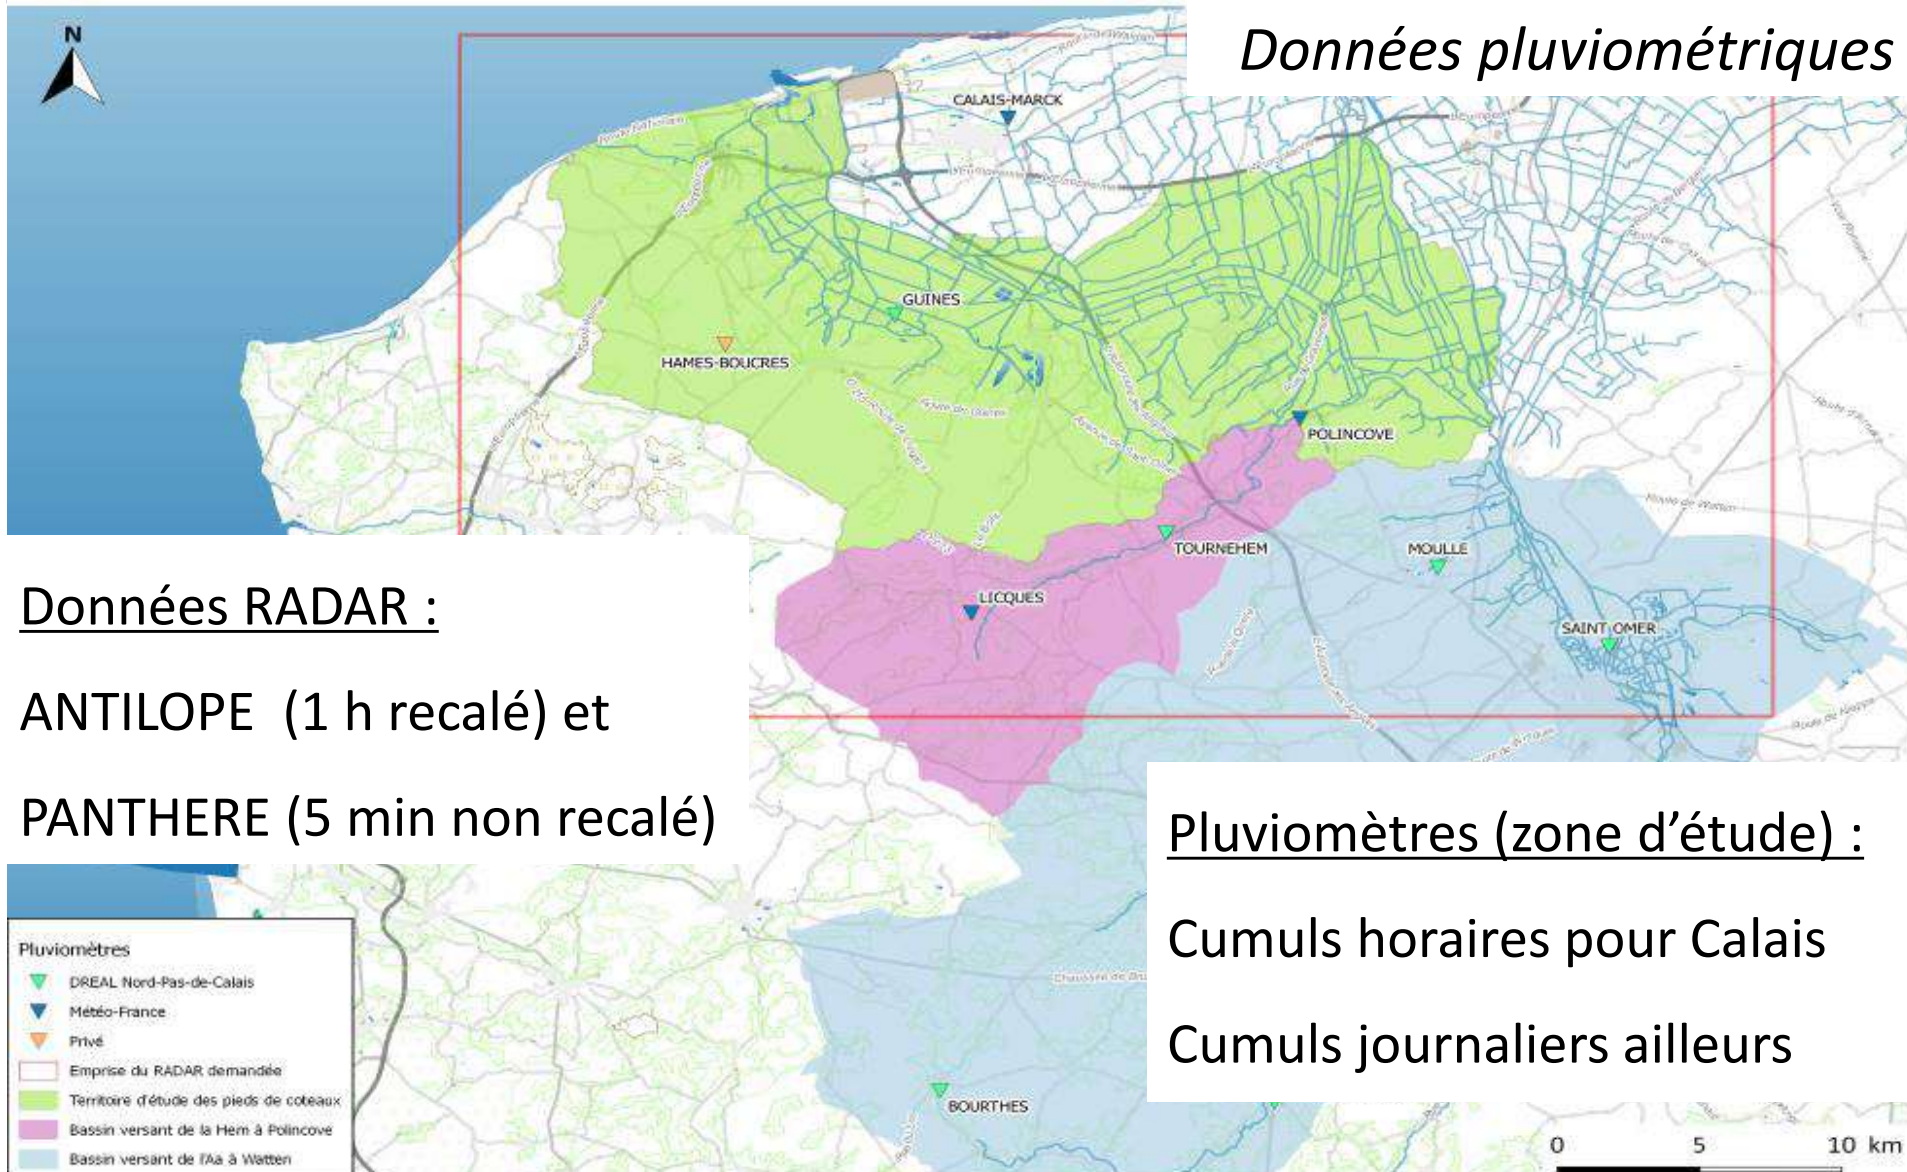 Données pluviométriques
N
CALAIS-MARCK
GUINES
HAMES-BOUCRES
POLINCOVE
TOURNEHEM
MOULLE
LICQUES
SAINT OMER
Route de Watten
Données RADAR :
ANTILOPE (1 h recalé) et
PANTHERE (5 min non recalé)
Pluviomètres (zone d’étude) :
Cumuls horaires pour Calais
Cumuls journaliers ailleurs
BOURTHES
Pluviomètres
DREAL Nord-Pas-de-Calais
Météo-France
Privé
Emprise du RADAR demandée
Territoire d'étude des pieds de coteaux
Bassin versant de la Hem à Polincove
Bassin versant de l'Aa à Watten
0 5 10 km